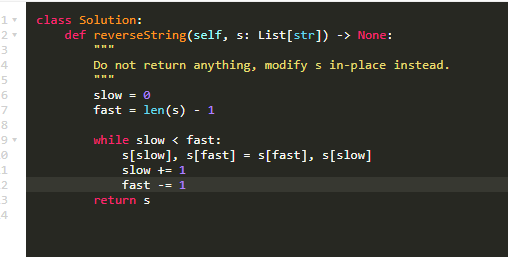 1 class Solution:
2     def reverseString(self, s: List[str]) -> None:
3         """
4         Do not return anything, modify s in-place instead.
5         """
6         slow = 0
7         fast = len(s) - 1
8
9         while slow < fast:
0             s[slow], s[fast] = s[fast], s[slow]
1             slow += 1
2             fast -= 1
3         return s
4